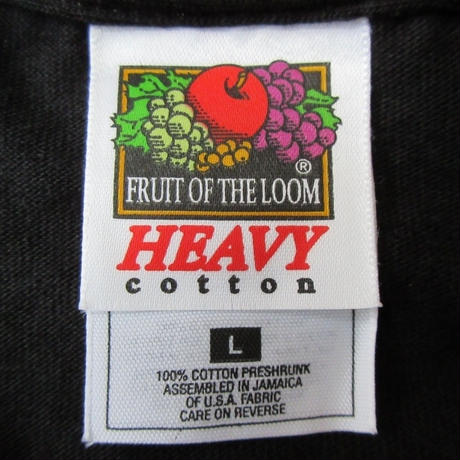 ®
FRUIT OF THE LOOM
HEAVY
cotton
L
100% COTTON PRESHRUNK
ASSEMBLED IN JAMAICA
OF U.S.A. FABRIC
CARE ON REVERSE